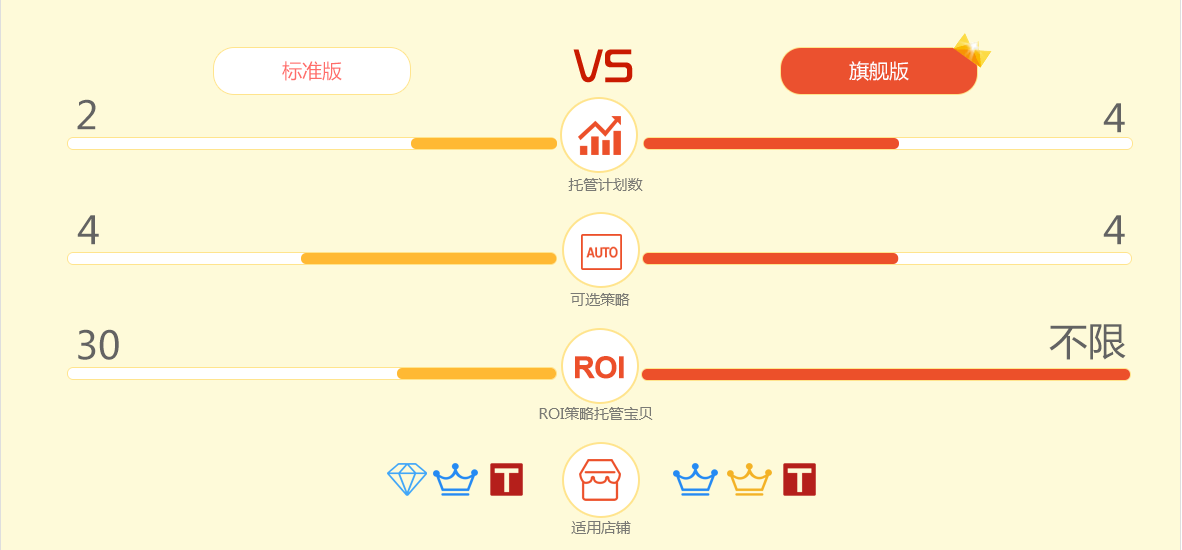 标准版 VS 旗舰版
2 4
托管计划数
4 AUTO 4
可选策略
30 ROI 不限
ROI策略托管宝贝
T T
适用店铺